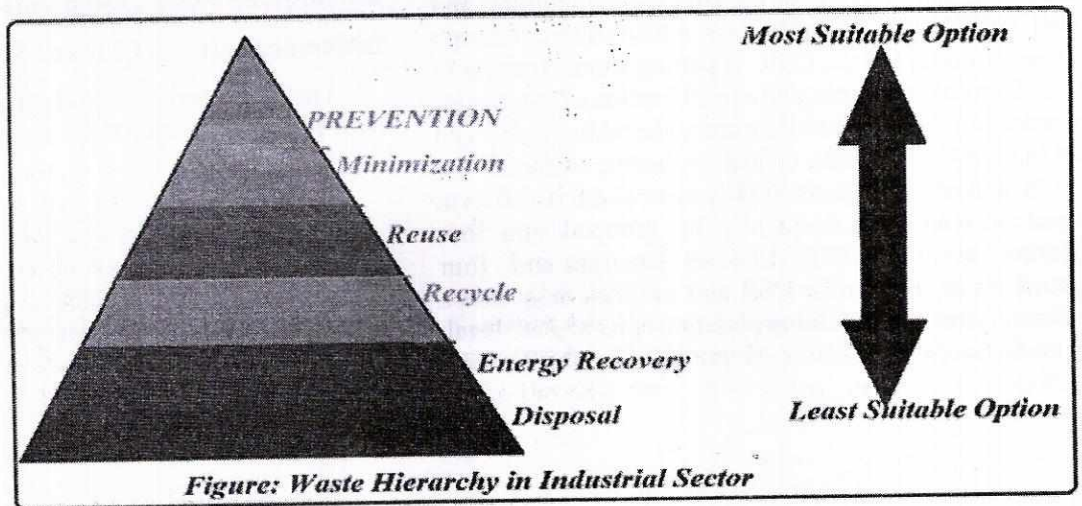 Most Suitable Option
PREVENTION
Minimization
Reuse
Recycle
Energy Recovery
Disposal
Least Suitable Option
Figure: Waste Hierarchy in Industrial Sector